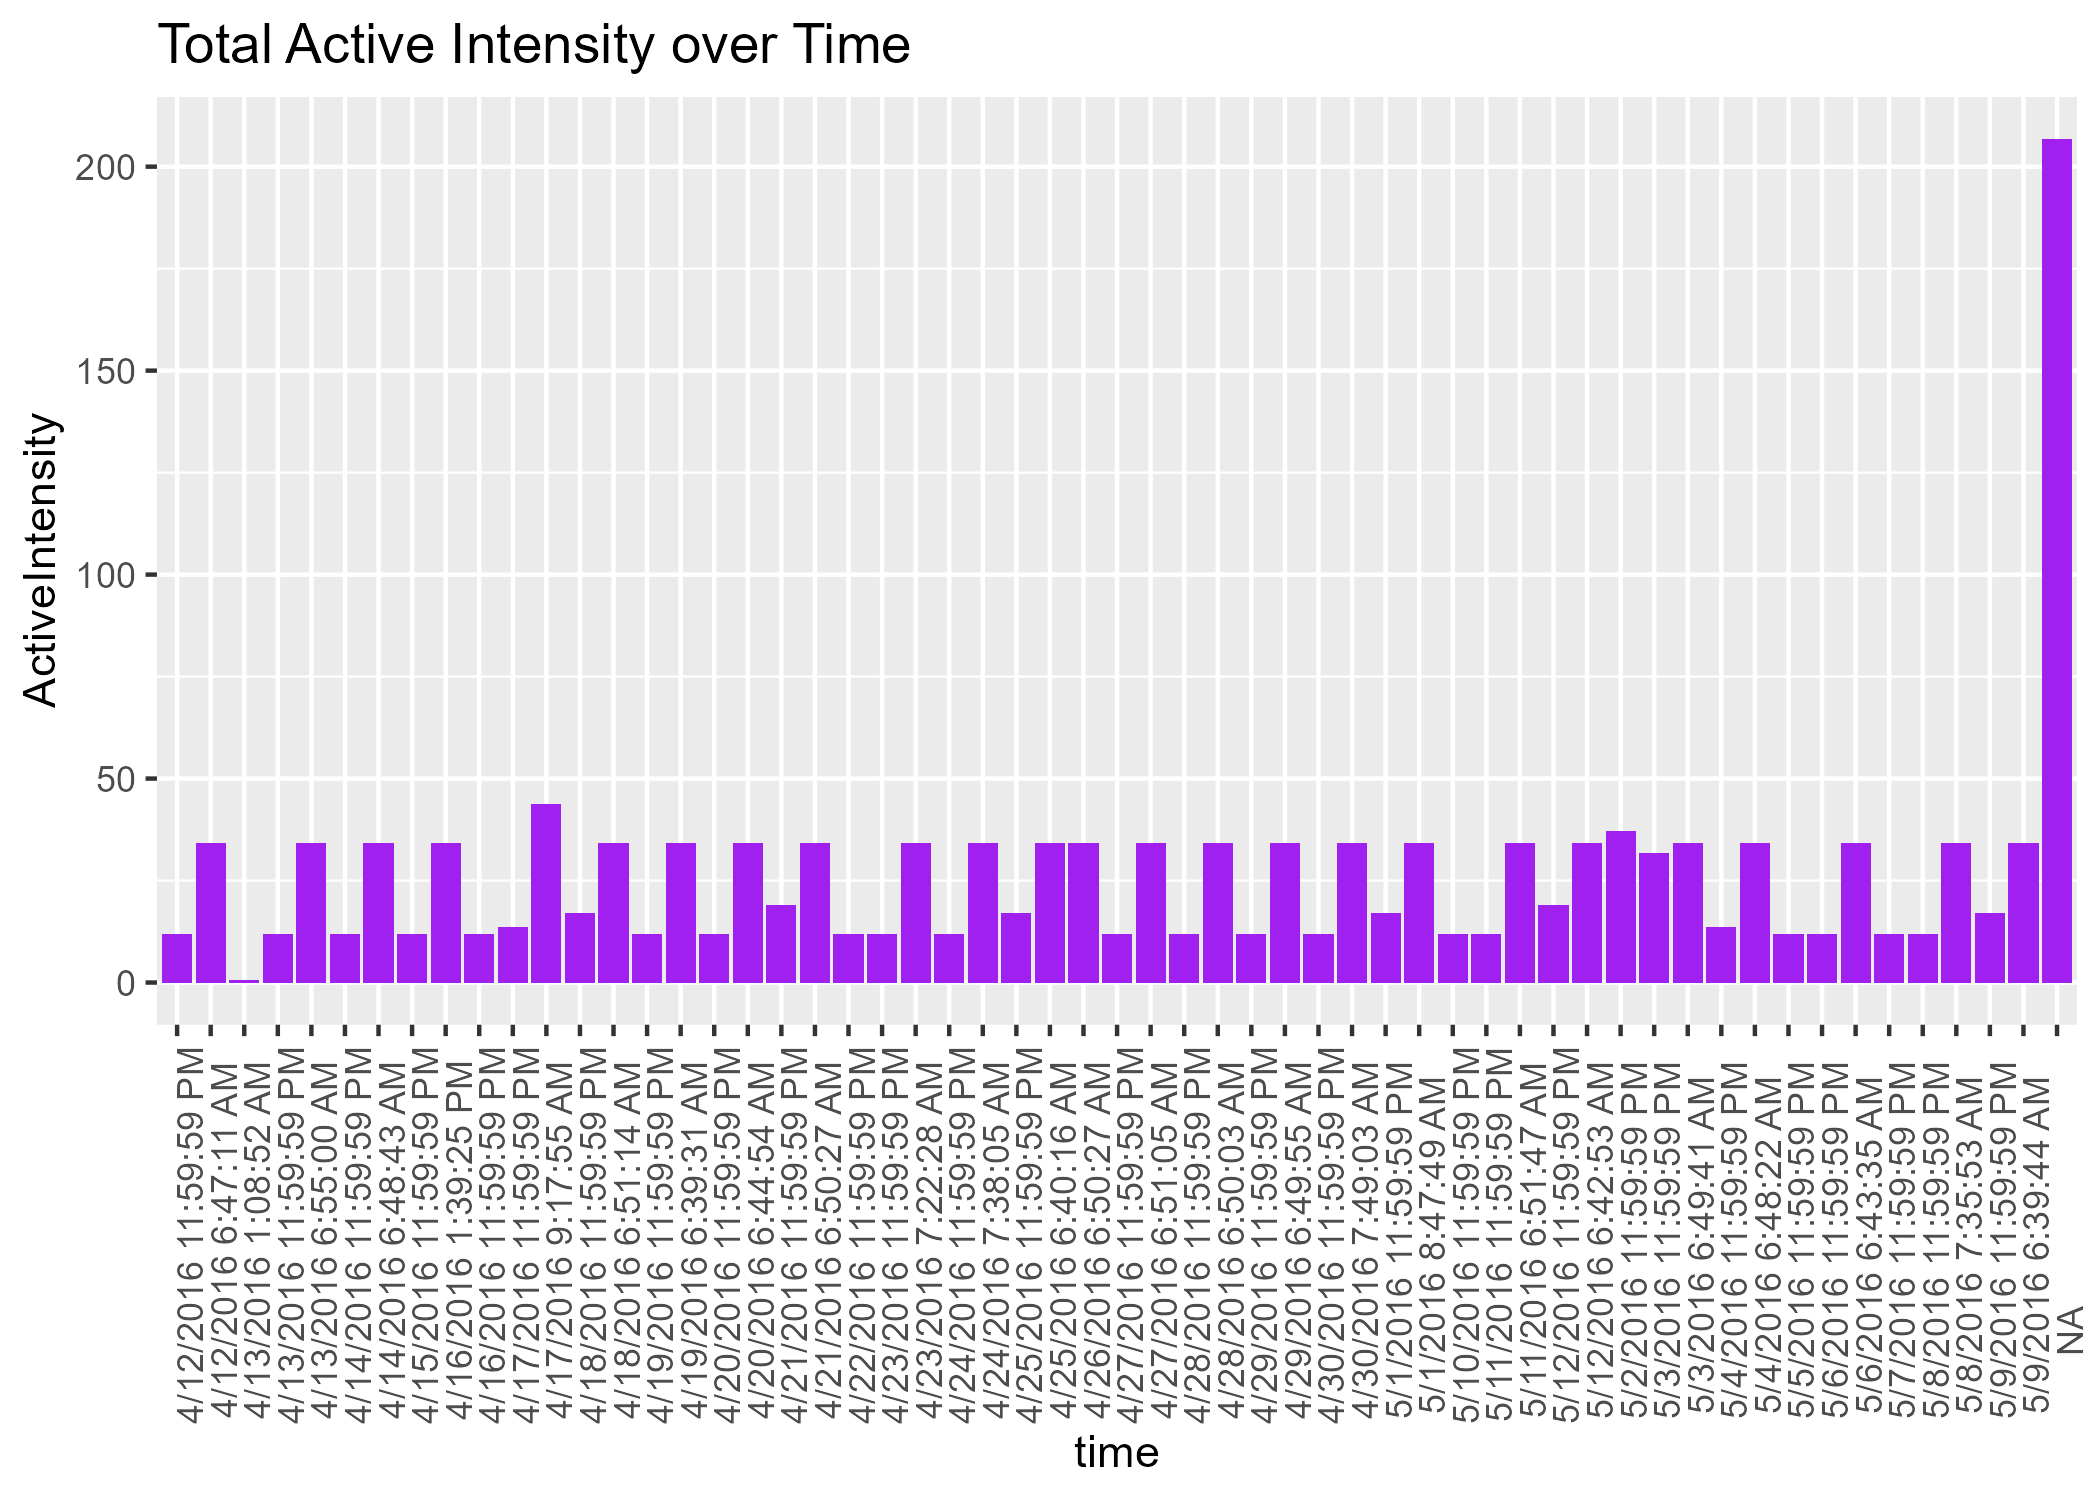 Total Active Intensity over Time
ActiveIntensity
200
150
100
50
0
4/12/2016 11:59:59 PM
4/12/2016 6:47:11 AM
4/13/2016 1:08:52 AM
4/13/2016 11:59:59 PM
4/13/2016 6:55:00 AM
4/14/2016 11:59:59 PM
4/14/2016 6:48:43 AM
4/15/2016 11:59:59 PM
4/16/2016 1:39:25 PM
4/16/2016 11:59:59 PM
4/17/2016 11:59:59 PM
4/17/2016 9:17:55 AM
4/18/2016 11:59:59 PM
4/18/2016 6:51:14 AM
4/19/2016 11:59:59 PM
4/19/2016 6:39:31 AM
4/20/2016 11:59:59 PM
4/20/2016 6:44:54 AM
4/21/2016 11:59:59 PM
4/21/2016 6:50:27 AM
4/22/2016 11:59:59 PM
4/23/2016 11:59:59 PM
4/23/2016 7:22:28 AM
4/24/2016 11:59:59 PM
4/24/2016 7:38:05 AM
4/25/2016 11:59:59 PM
4/25/2016 6:40:16 AM
4/26/2016 6:50:27 AM
4/27/2016 11:59:59 PM
4/27/2016 6:51:05 AM
4/28/2016 11:59:59 PM
4/28/2016 6:50:03 AM
4/29/2016 11:59:59 PM
4/29/2016 6:49:55 AM
4/30/2016 11:59:59 PM
4/30/2016 7:49:03 AM
5/1/2016 11:59:59 PM
5/1/2016 8:47:49 AM
5/10/2016 11:59:59 PM
5/11/2016 11:59:59 PM
5/11/2016 6:51:47 AM
5/12/2016 11:59:59 PM
5/12/2016 6:42:53 AM
5/2/2016 11:59:59 PM
5/3/2016 11:59:59 PM
5/3/2016 6:49:41 AM
5/4/2016 11:59:59 PM
5/4/2016 6:48:22 AM
5/5/2016 11:59:59 PM
5/6/2016 11:59:59 PM
5/6/2016 6:43:35 AM
5/7/2016 11:59:59 PM
5/8/2016 11:59:59 PM
5/8/2016 7:35:53 AM
5/9/2016 11:59:59 PM
5/9/2016 6:39:44 AM
NA
time